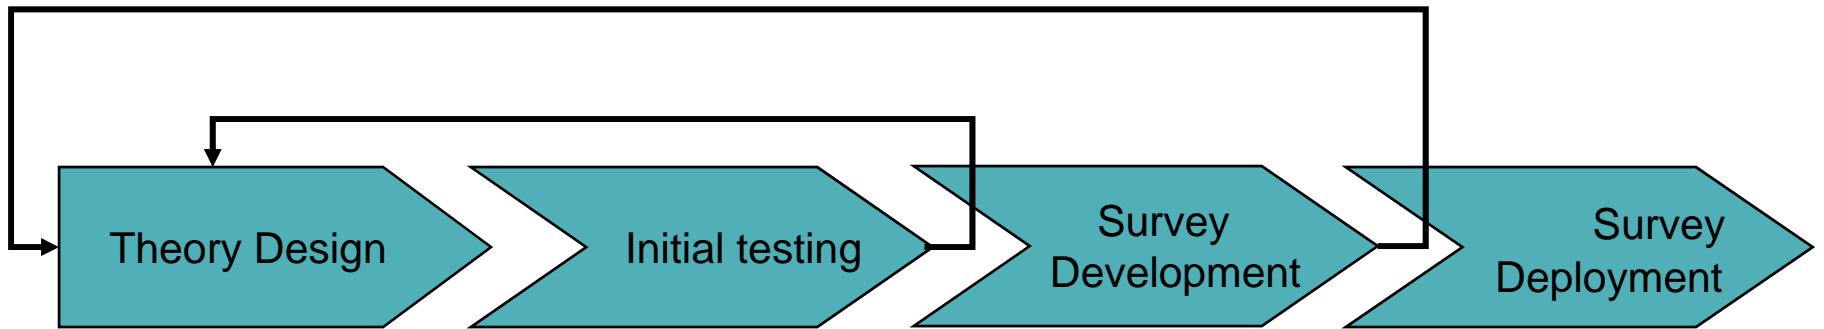 Theory Design
Initial testing
Survey
Development
Survey
Deployment